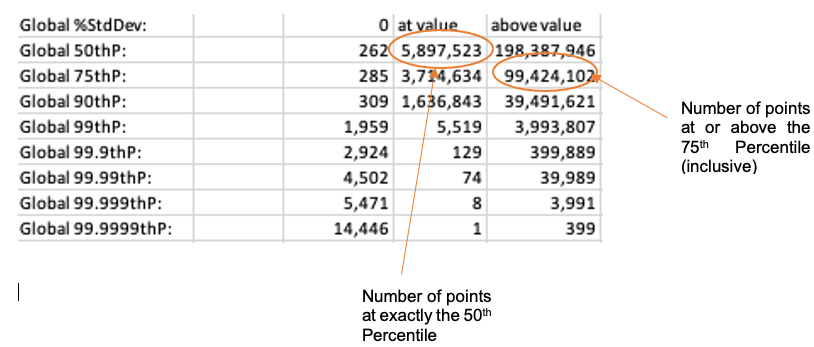 Global %StdDev: 0 at value above value
Global 50thP: 262 5,897,523 198,387,946
Global 75thP: 285 3,714,634 99,424,102
Global 90thP: 309 1,636,843 39,491,621
Global 99thP: 1,959 5,519 3,993,807
Global 99.9thP: 2,924 129 399,889
Global 99.99thP: 4,502 74 39,989
Global 99.999thP: 5,471 8 3,991
Global 99.9999thP: 14,446 1 399
Number of points
at or above the
75th Percentile
(inclusive)
Number of points
at exactly the 50th
Percentile